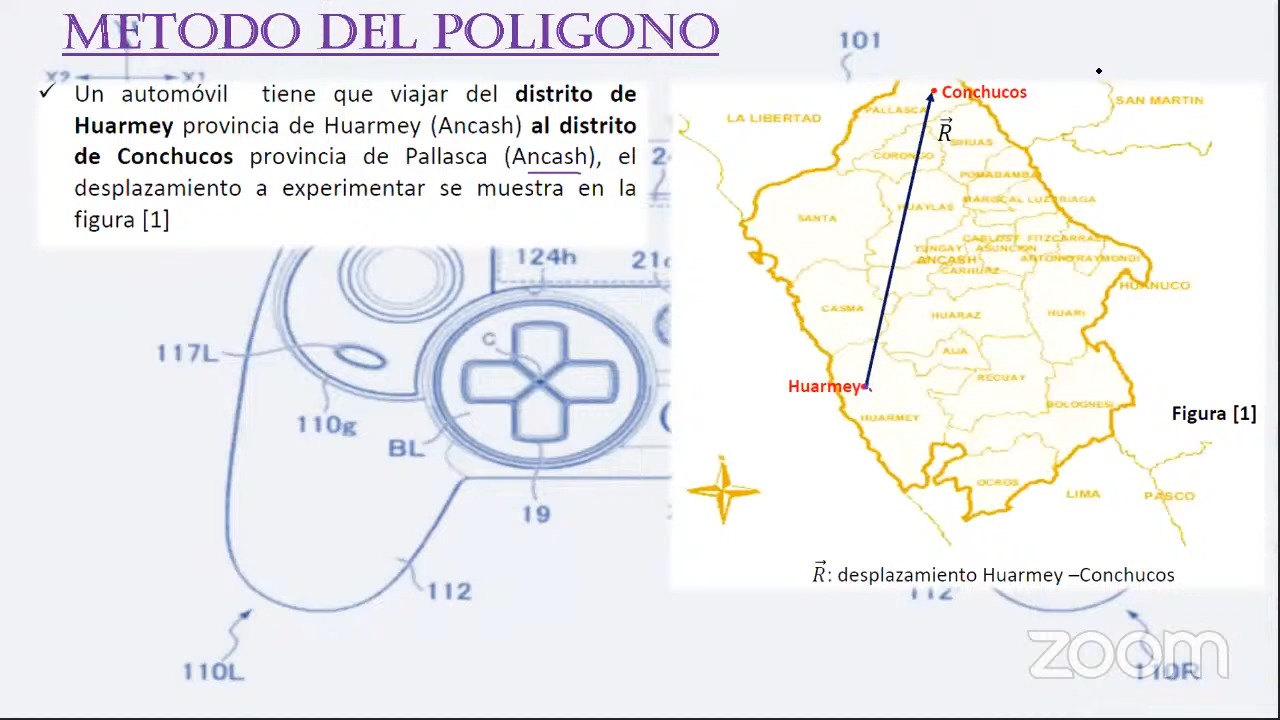 METODO DEL POLIGONO
✓ Un automóvil tiene que viajar del distrito de
Huarmey provincia de Huarmey (Ancash) al distrito
de Conchucos provincia de Pallasca (Ancash), el
desplazamiento a experimentar se muestra en la
figura [1]
101
X2
X1
124h
117L
C
110g
BL
19
112
110L
112
110R
Conchucos
R⃗
LA LIBERTAD
SAN MARTIN
PALLASCA
CORONGO
SIHUAS
POMABAMBA
MARISCAL LUZURIAGA
HUAYLAS
SANTA
CARLOS F. FITZCARRALD
YUNGAY
ASUNCION
ANCASH
ANTONIO RAYMONDI
CARHUAZ
HUANUCO
CASMA
HUARAZ
HUARI
AIJA
RECUAY
Huarmey
HUARMEY
BOLOGNESI
Figura [1]
OCROS
LIMA
PASCO
R⃗: desplazamiento Huarmey –Conchucos
zoom